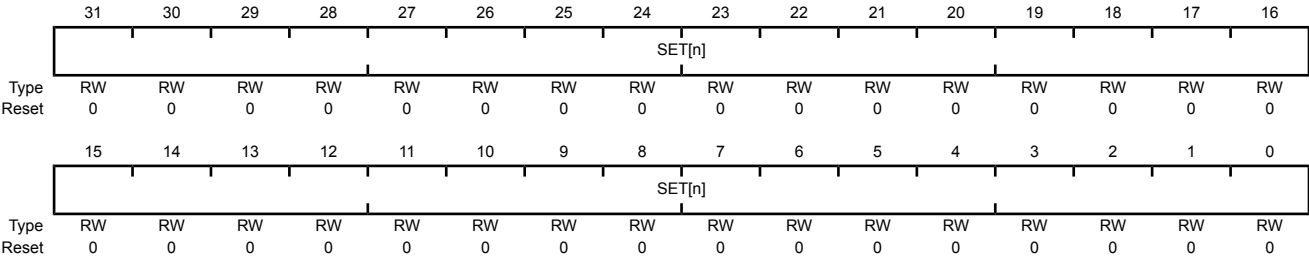 31 30 29 28 27 26 25 24 23 22 21 20 19 18 17 16
SET[n]
Type RW RW RW RW RW RW RW RW RW RW RW RW RW RW RW RW
Reset 0 0 0 0 0 0 0 0 0 0 0 0 0 0 0 0
15 14 13 12 11 10 9 8 7 6 5 4 3 2 1 0
SET[n]
Type RW RW RW RW RW RW RW RW RW RW RW RW RW RW RW RW
Reset 0 0 0 0 0 0 0 0 0 0 0 0 0 0 0 0